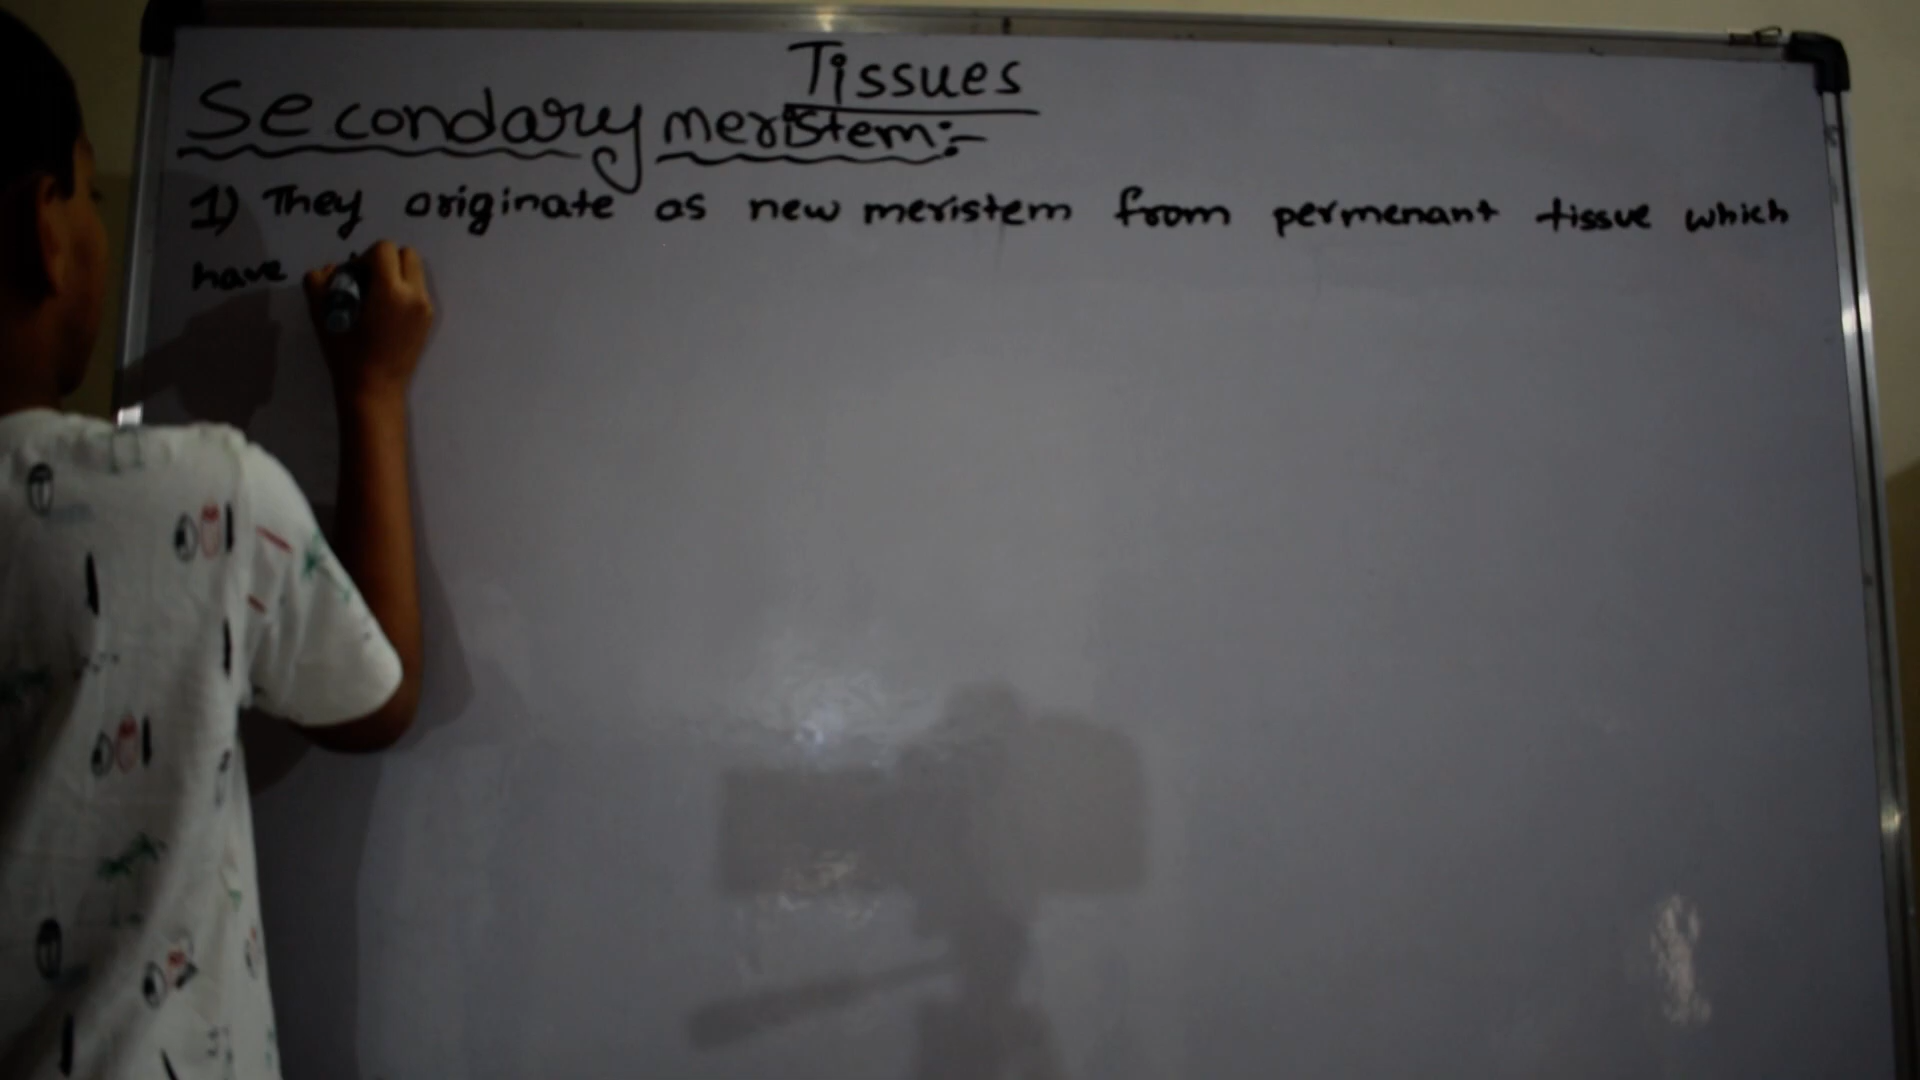 Tissues
Secondary meristem:-
1) They originate as new meristem from permenant tissue which
have